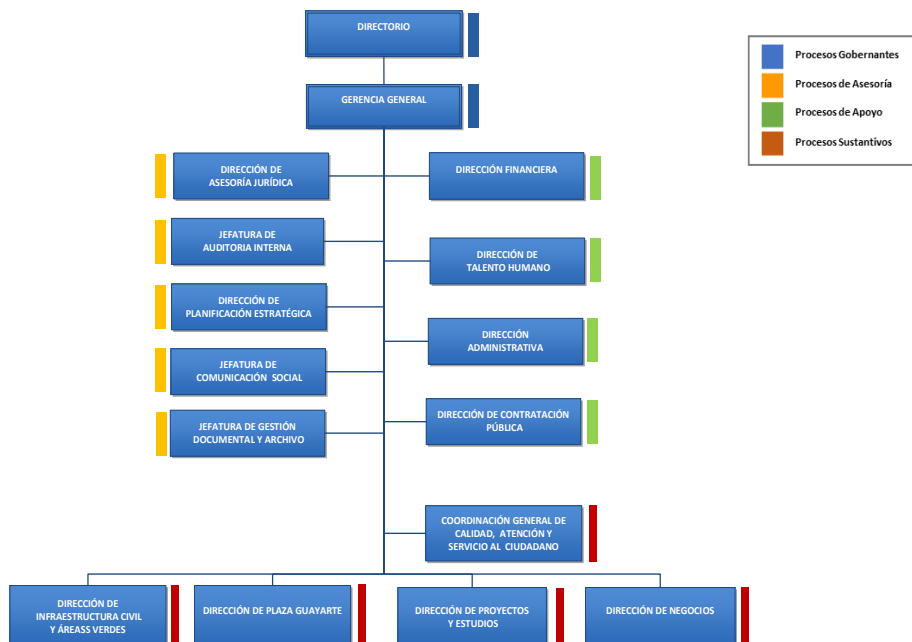 DIRECTORIO
GERENCIA GENERAL
Procesos Gobernantes
Procesos de Asesoría
Procesos de Apoyo
Procesos Sustantivos
DIRECCIÓN DE
ASESORÍA JURÍDICA
DIRECCIÓN FINANCIERA
JEFATURA DE
AUDITORIA INTERNA
DIRECCIÓN DE
TALENTO HUMANO
DIRECCIÓN DE
PLANIFICACIÓN ESTRATÉGICA
DIRECCIÓN
ADMINISTRATIVA
JEFATURA DE
COMUNICACIÓN SOCIAL
JEFATURA DE GESTIÓN
DOCUMENTAL Y ARCHIVO
DIRECCIÓN DE CONTRATACIÓN
PÚBLICA
COORDINACIÓN GENERAL DE
CALIDAD, ATENCIÓN Y
SERVICIO AL CIUDADANO
DIRECCIÓN DE
INFRAESTRUCTURA CIVIL
Y ÁREASS VERDES
DIRECCIÓN DE PLAZA GUAYARTE
DIRECCIÓN DE PROYECTOS
Y ESTUDIOS
DIRECCIÓN DE NEGOCIOS